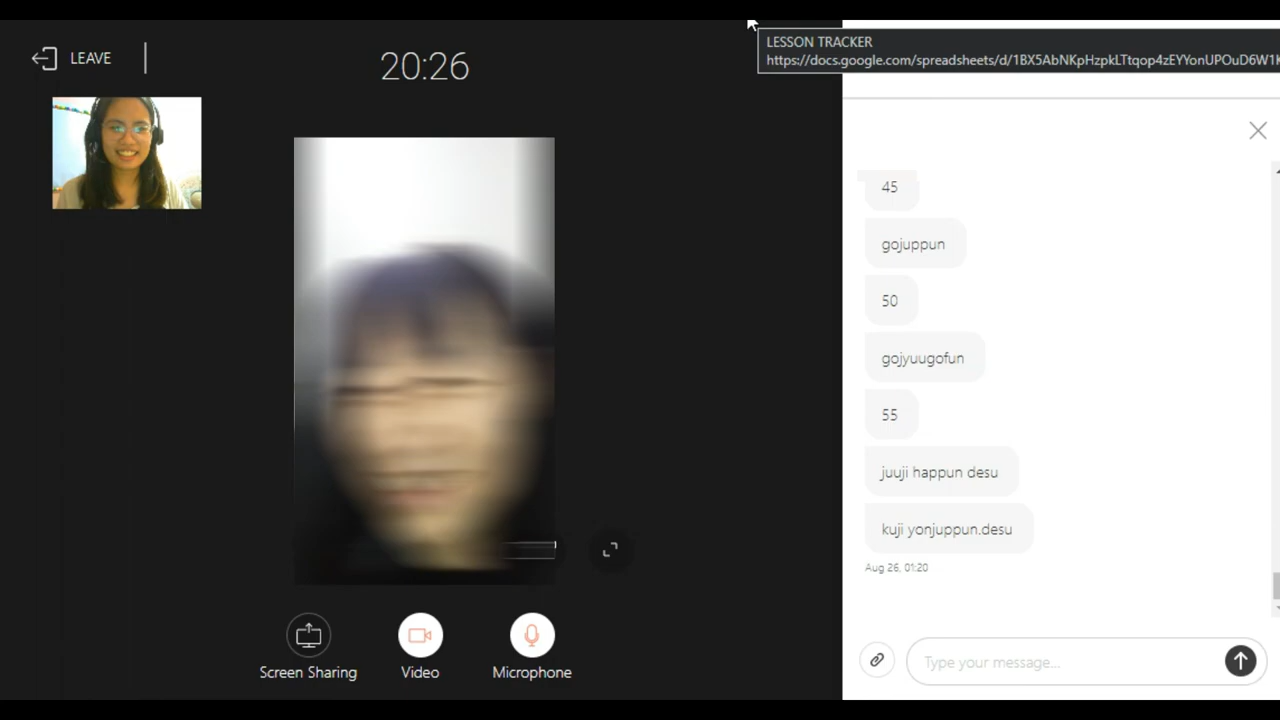 LEAVE
20:26
LESSON TRACKER
https://docs.google.com/spreadsheets/d/1BX5AbNKpHzpkLTtqop4zEYYonUPOuD6W1K
45
gojuppun
50
gojyuugofun
55
juuji happun desu
kuji yonjuppun.desu
Aug 26, 01:20
Type your message...
Screen Sharing
Video
Microphone